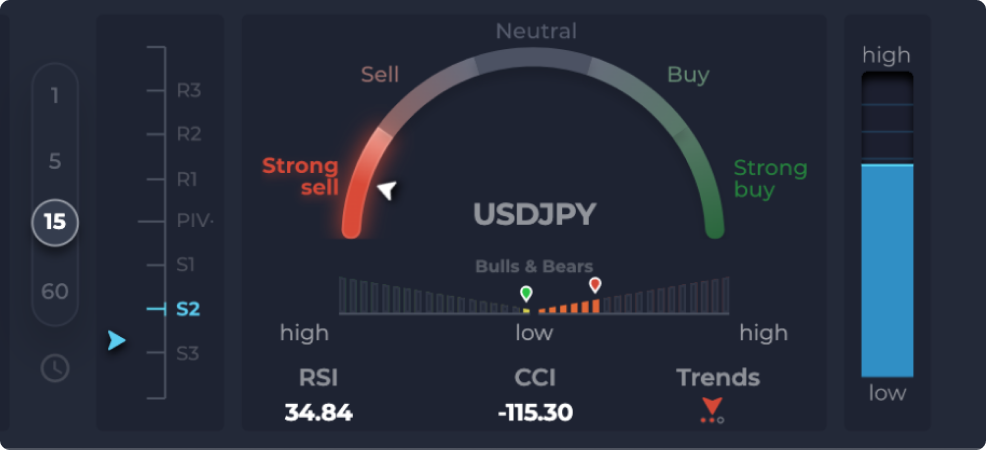 1
5
15
60
R3
R2
R1
PIV
S1
S2
S3
Neutral
Sell
Buy
Strong
sell
Strong
buy
USDJPY
Bulls & Bears
high
low
high
RSI
CCI
Trends
34.84
-115.30
high
low